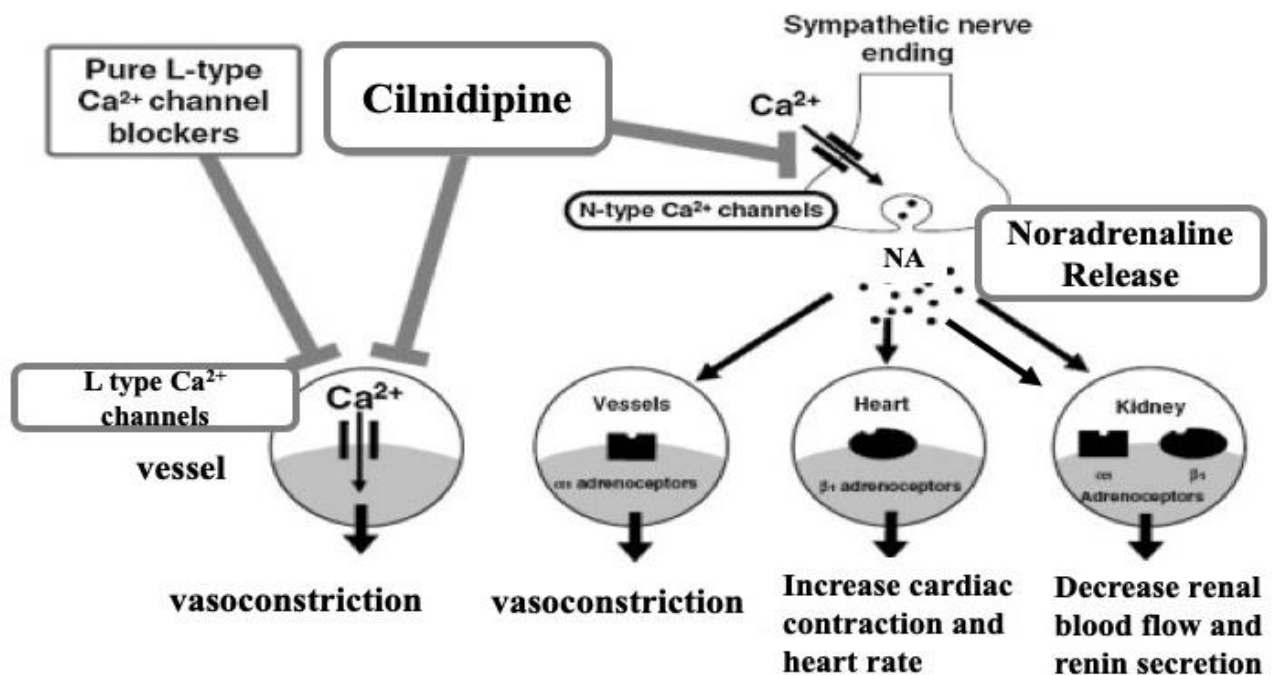 Pure L-type
Ca²⁺ channel
blockers
Cilnidipine
Sympathetic nerve
ending
Ca²⁺
N-type Ca²⁺ channels
NA
Noradrenaline
Release
L type Ca²⁺
channels
Ca²⁺
vessel
vasoconstriction
Vessels
α1 adrenoceptors
vasoconstriction
Heart
β1 adrenoceptors
Increase cardiac
contraction and
heart rate
Kidney
α1 β1
Adrenoceptors
Decrease renal
blood flow and
renin secretion